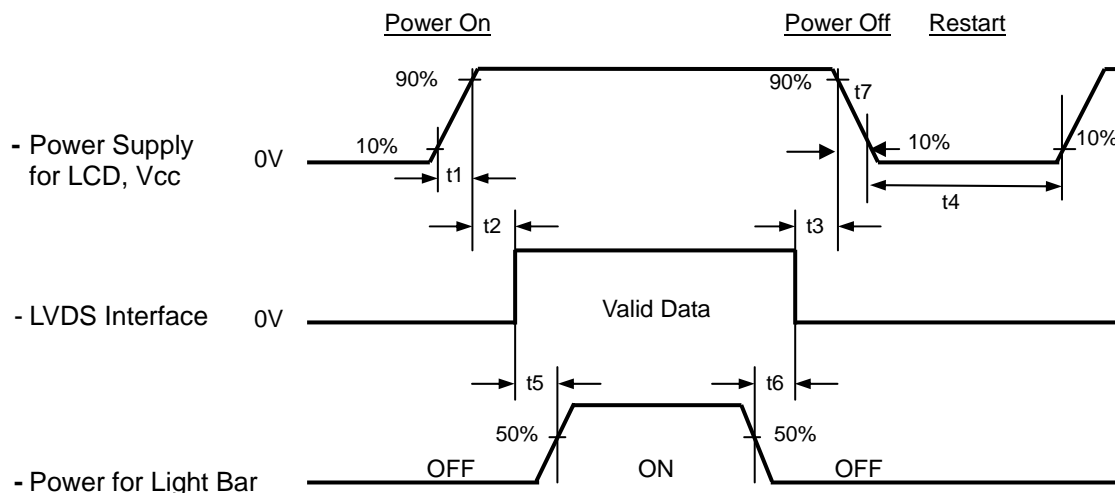 Power On Power Off Restart
90% 90% t7
- Power Supply
for LCD, Vcc
0V 10% 10% 10%
t1 t4
t2 t3
- LVDS Interface 0V Valid Data
t5 t6
50% 50%
- Power for Light Bar OFF ON OFF